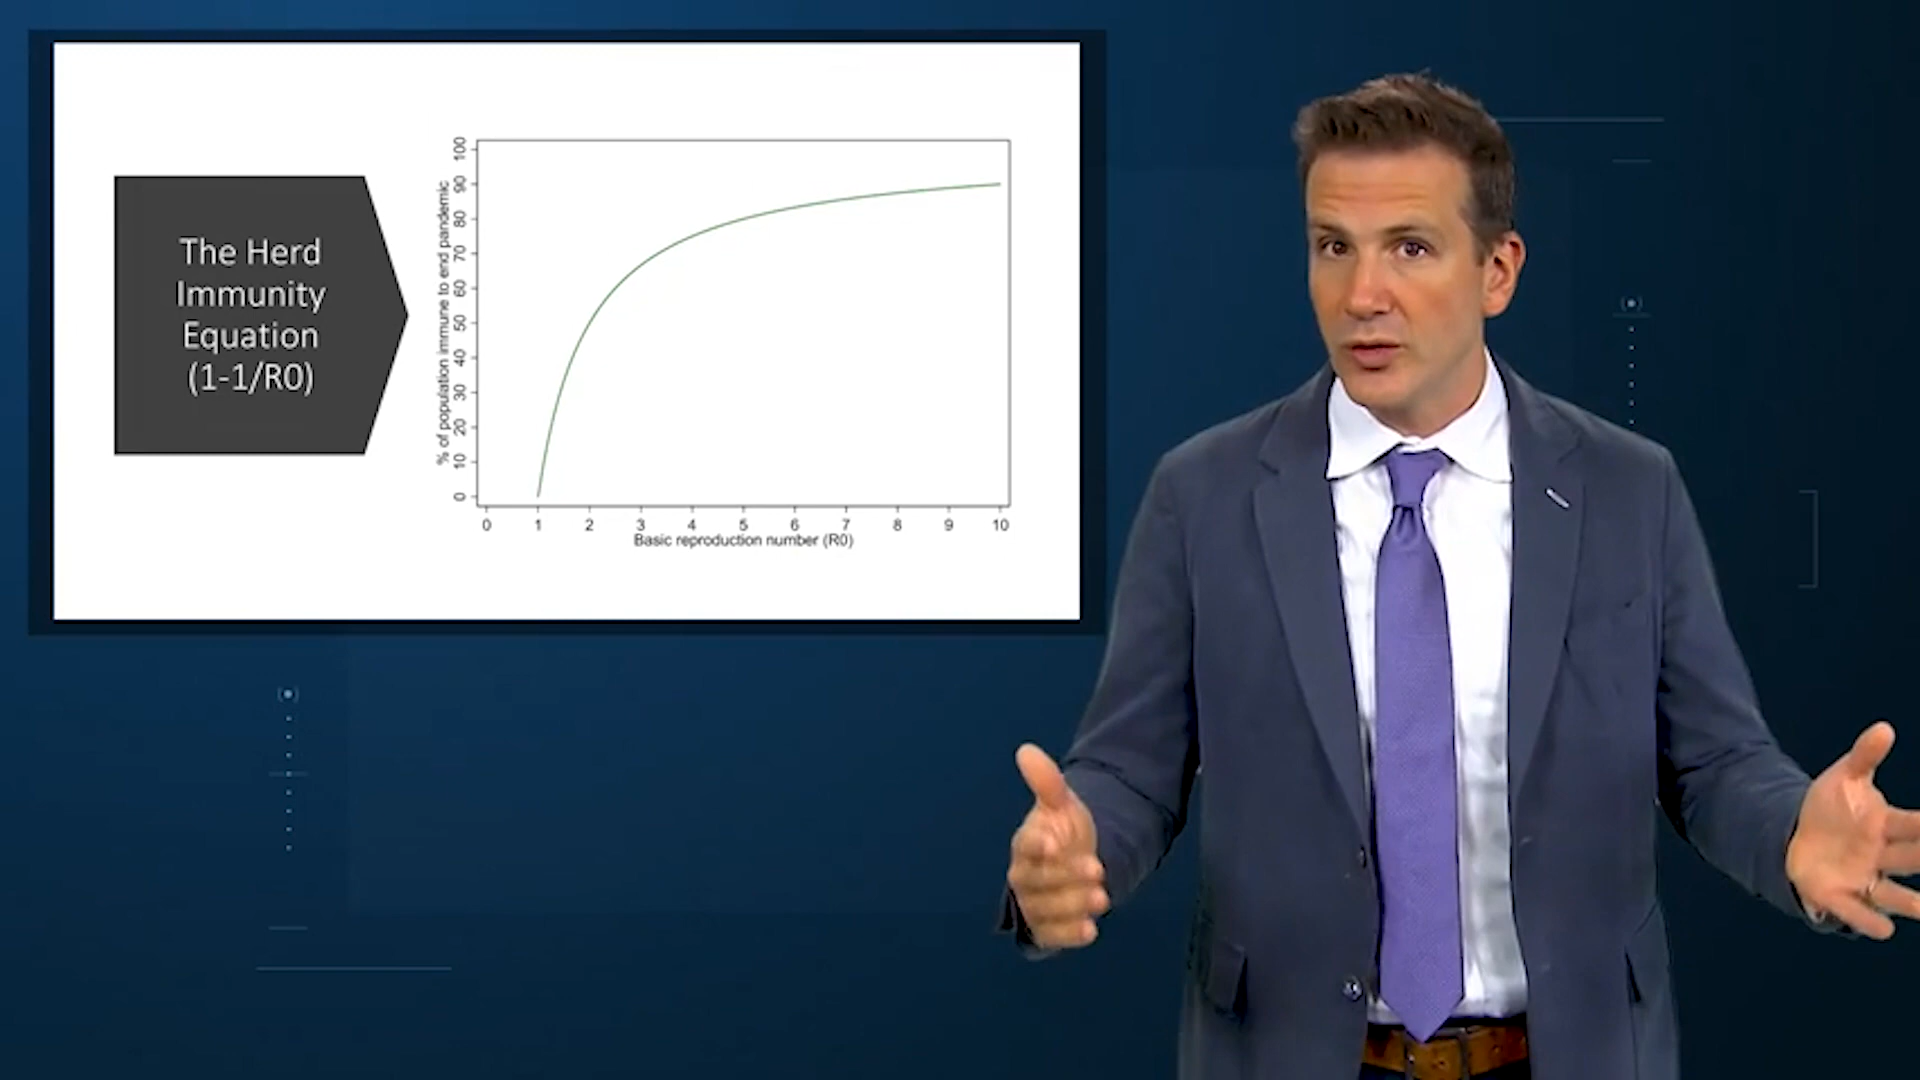 The Herd
Immunity
Equation
(1-1/R0)
% of population immune to end pandemic
100
90
80
70
60
50
40
30
20
10
0
0 1 2 3 4 5 6 7 8 9 10
Basic reproduction number (R0)